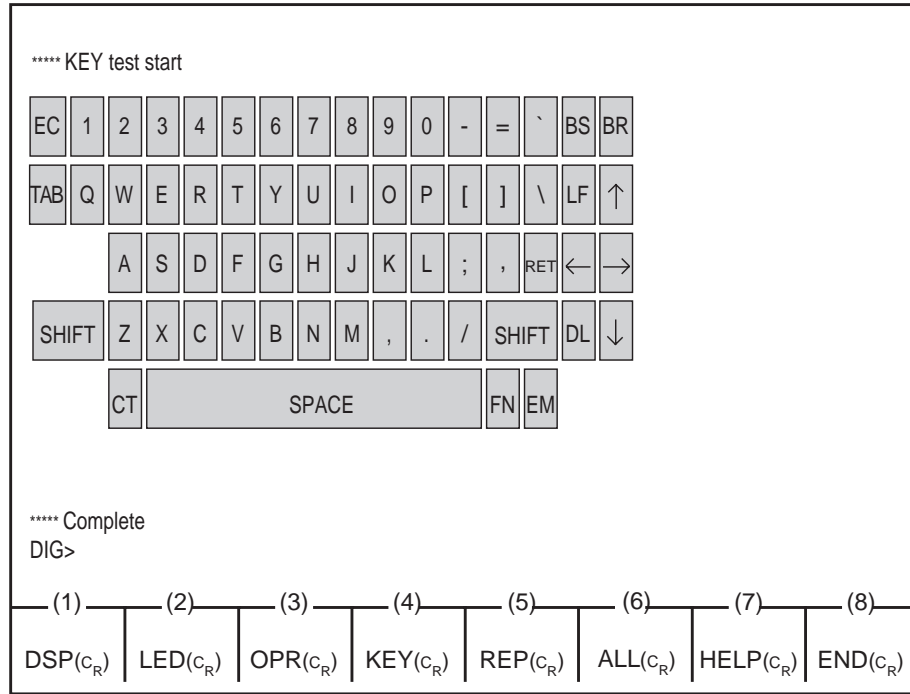 ***** KEY test start
EC 1 2 3 4 5 6 7 8 9 0 - = ` BS BR
TAB Q W E R T Y U I O P [ ] \ LF ↑
A S D F G H J K L ; , RET ← →
SHIFT Z X C V B N M , . / SHIFT DL ↓
CT SPACE FN EM
***** Complete
DIG>
(1) (2) (3) (4) (5) (6) (7) (8)
DSP(CR) LED(CR) OPR(CR) KEY(CR) REP(CR) ALL(CR) HELP(CR) END(CR)